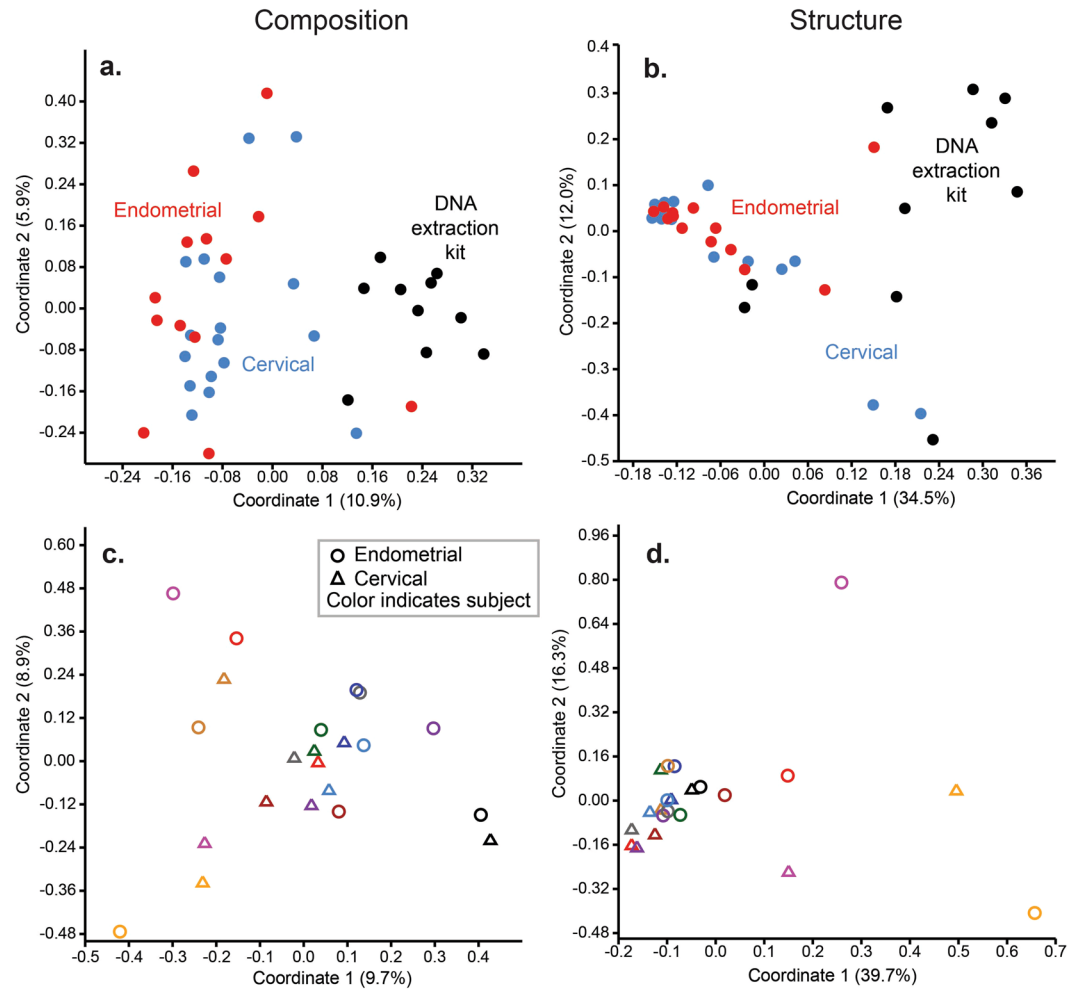 Composition
Structure
a.
0.40
0.32
0.24
0.16
0.08
0.00
-0.08
-0.16
-0.24
Coordinate 2 (5.9%)
Endometrial
Cervical
DNA
extraction
kit
-0.24
-0.16
-0.08
0.00
0.08
0.16
0.24
0.32
Coordinate 1 (10.9%)
b.
0.4
0.3
0.2
0.1
0.0
-0.1
-0.2
-0.3
-0.4
-0.5
Coordinate 2 (12.0%)
DNA
extraction
kit
Endometrial
Cervical
-0.18
-0.12
-0.06
0.00
0.06
0.12
0.18
0.24
0.30
0.36
Coordinate 1 (34.5%)
c.
Endometrial
Cervical
Color indicates subject
0.60
0.48
0.36
0.24
0.12
0.00
-0.12
-0.24
-0.36
-0.48
Coordinate 2 (8.9%)
-0.5
-0.4
-0.3
-0.2
-0.1
0.0
0.1
0.2
0.3
0.4
Coordinate 1 (9.7%)
d.
0.96
0.80
0.64
0.48
0.32
0.16
0.00
-0.16
-0.32
-0.48
Coordinate 2 (16.3%)
-0.2
-0.1
0.0
0.1
0.2
0.3
0.4
0.5
0.6
0.7
Coordinate 1 (39.7%)